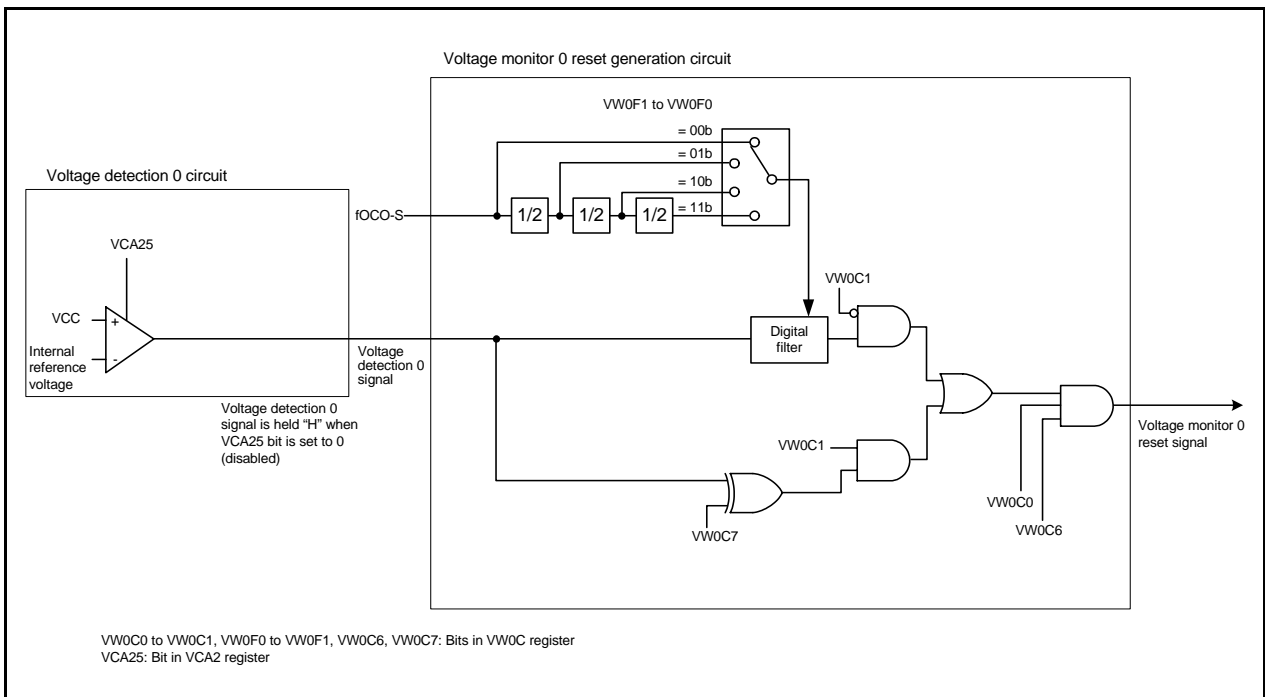 Voltage monitor 0 reset generation circuit
VW0F1 to VW0F0
= 00b
= 01b
= 10b
= 11b
Voltage detection 0 circuit
fOCO-S
1/2
1/2
1/2
VCA25
VW0C1
VCC
+
-
Internal
reference
voltage
Voltage
detection 0
signal
Digital
filter
Voltage detection 0
signal is held “H” when
VCA25 bit is set to 0
(disabled)
Voltage monitor 0
reset signal
VW0C1
VW0C0
VW0C6
VW0C7
VW0C0 to VW0C1, VW0F0 to VW0F1, VW0C6, VW0C7: Bits in VW0C register
VCA25: Bit in VCA2 register